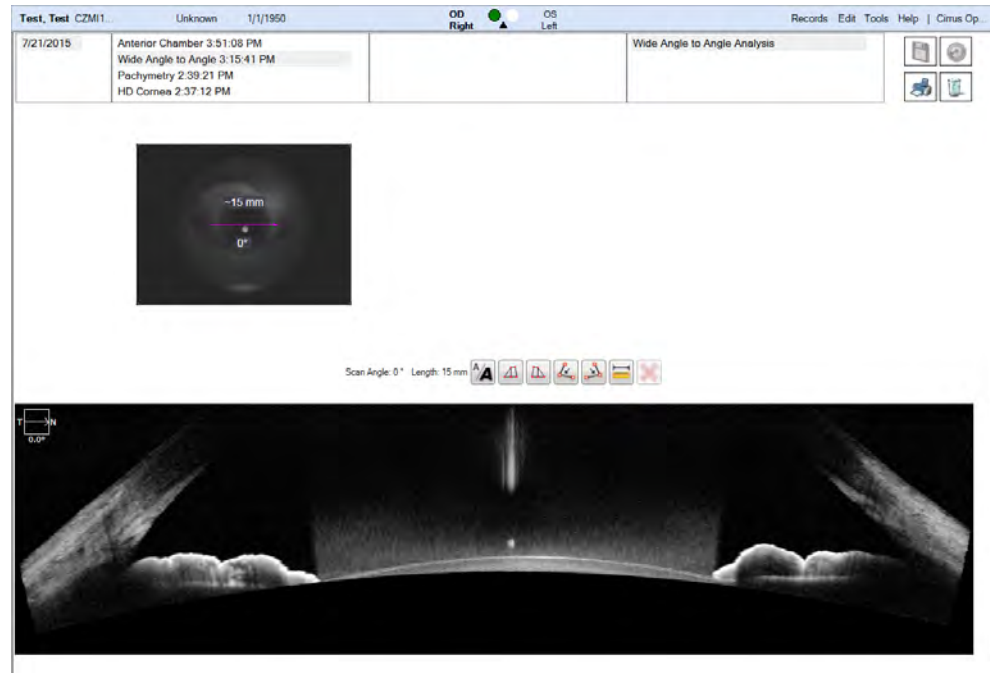 Test, Test CZMI1... Unknown 1/1/1950 OD Right OS Left Records Edit Tools Help | Cirrus Op...
7/21/2015
Anterior Chamber 3:51:08 PM
Wide Angle to Angle 3:15:41 PM
Pachymetry 2:39:21 PM
HD Cornea 2:37:12 PM
Wide Angle to Angle Analysis
~15 mm
0°
Scan Angle: 0° Length: 15 mm A/A
T N
0.0°